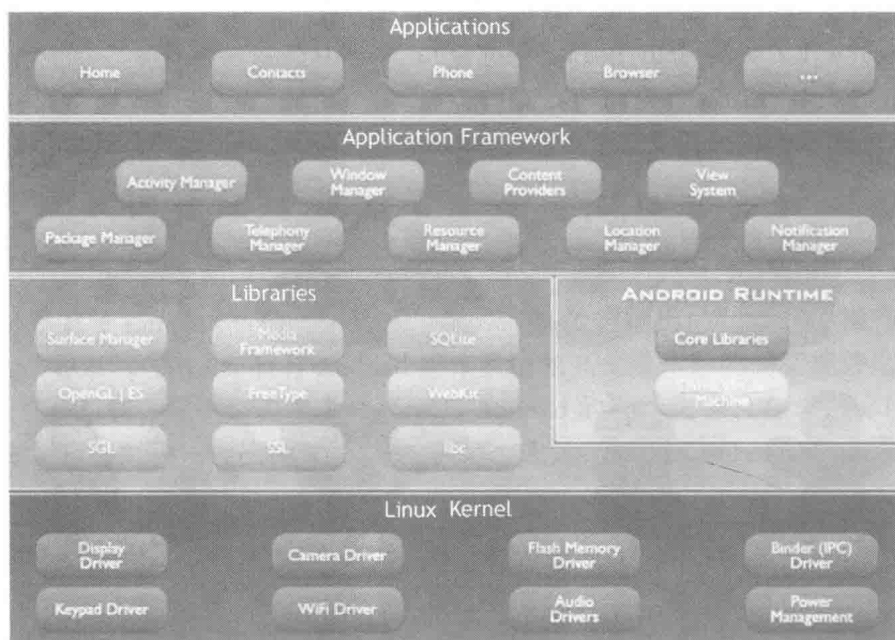 Applications
Home
Contacts
Phone
Browser
...
Application Framework
Activity Manager
Window
Manager
Content
Providers
View
System
Package Manager
Telephony
Manager
Resource
Manager
Location
Manager
Notification
Manager
Libraries
Surface Manager
Media
Framework
SQLite
OpenGL | ES
FreeType
WebKit
SGL
SSL
libc
ANDROID RUNTIME
Core Libraries
Machine
Linux Kernel
Display
Driver
Camera Driver
Flash Memory
Driver
Binder (IPC)
Driver
Keypad Driver
WiFi Driver
Audio
Drivers
Power
Management